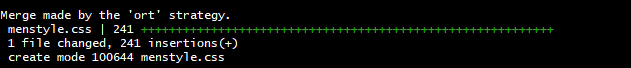 Merge made by the 'ort' strategy.
 menstyle.css | 241 +++++++++++++++++++++++++++++++++++++++++++++++++++++++++++
 1 file changed, 241 insertions(+)
 create mode 100644 menstyle.css